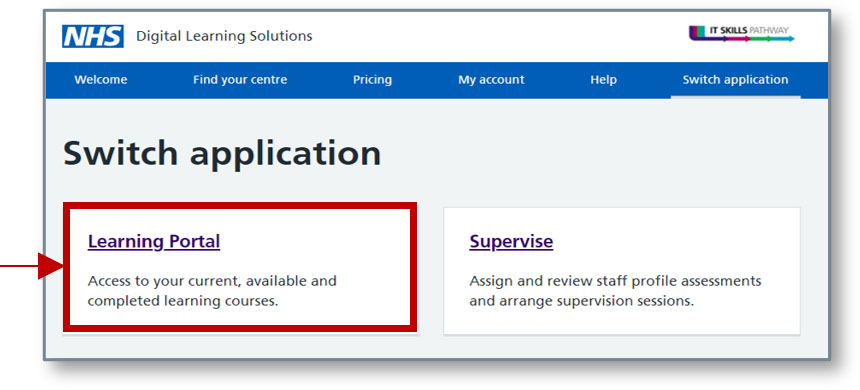 NHS Digital Learning Solutions
IT SKILLS PATHWAY
Welcome Find your centre Pricing My account Help Switch application
Switch application
Learning Portal
Access to your current, available and
completed learning courses.
Supervise
Assign and review staff profile assessments
and arrange supervision sessions.